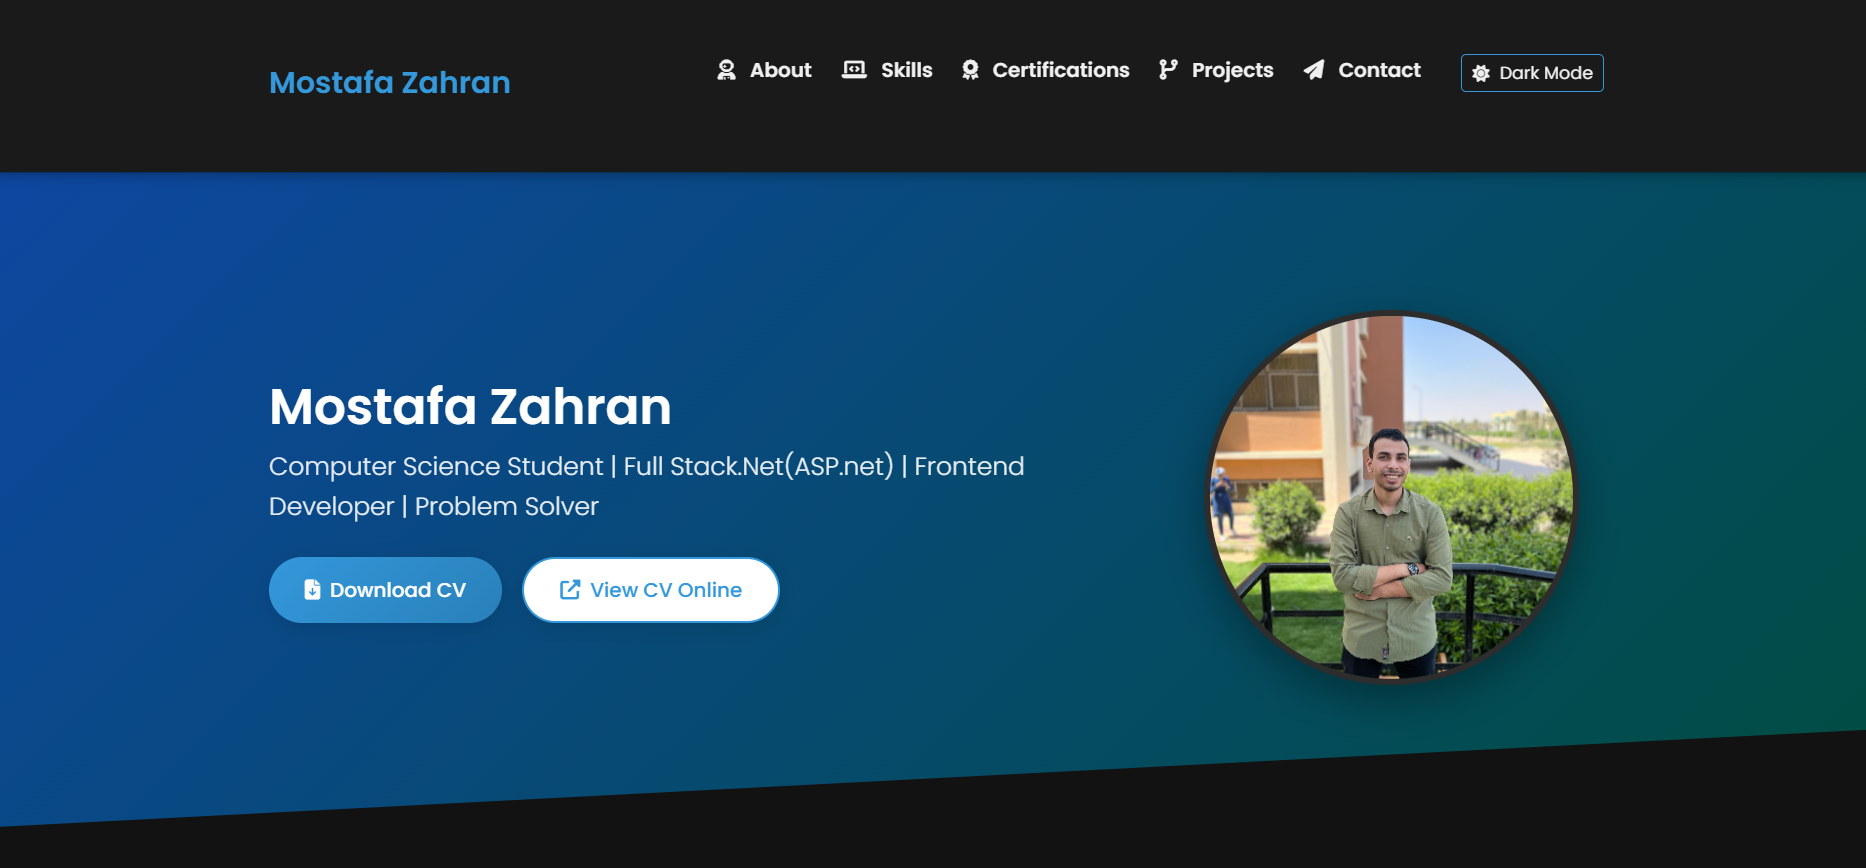 Mostafa Zahran
About
Skills
Certifications
Projects
Contact
Dark Mode
Mostafa Zahran
Computer Science Student | Full Stack.Net(ASP.net) | Frontend
Developer | Problem Solver
Download CV
View CV Online